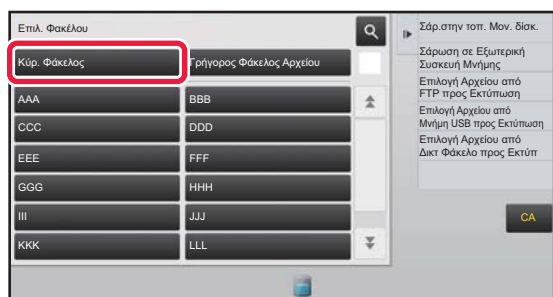 Επιλ. Φακέλου
Κύρ. Φάκελος
Γρήγορος Φάκελος Αρχείου
AAA
BBB
CCC
DDD
EEE
FFF
GGG
HHH
III
JJJ
KKK
LLL
Σάρ.στην τοπ. Μον. δίσκ.
Σάρωση σε Εξωτερική
Συσκευή Μνήμης
Επιλογή Αρχείου από
FTP προς Εκτύπωση
Επιλογή Αρχείου από
Μνήμη USB προς Εκτύπωση
Επιλογή Αρχείου από
Δικτ Φάκελο προς Εκτύπ
CA